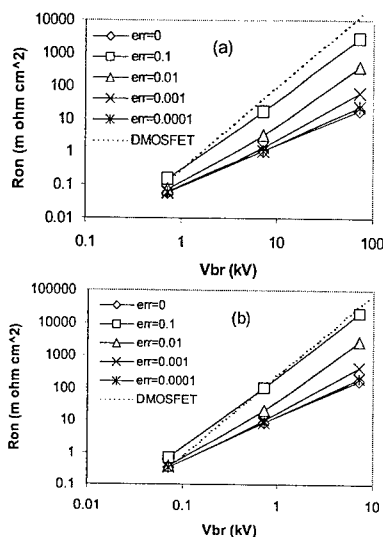 (a)
Ron (m ohm cm^2)
10000
1000
100
10
1
0.1
0.01
err=0
err=0.1
err=0.01
err=0.001
err=0.0001
DMOSFET
0.1
1
10
100
Vbr (kV)
(b)
Ron (m ohm cm^2)
100000
10000
1000
100
10
1
0.1
err=0
err=0.1
err=0.01
err=0.001
err=0.0001
DMOSFET
0.01
0.1
1
10
Vbr (kV)